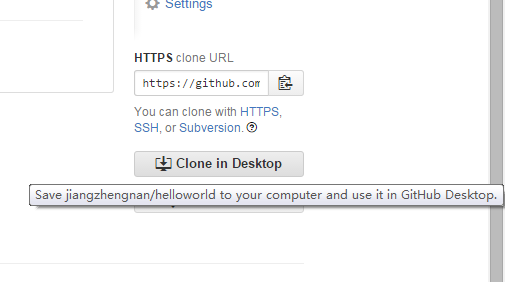 Settings
HTTPS clone URL
https://github.com
You can clone with HTTPS,
SSH, or Subversion.
Clone in Desktop
Save jiangzhengnan/helloworld to your computer and use it in GitHub Desktop.